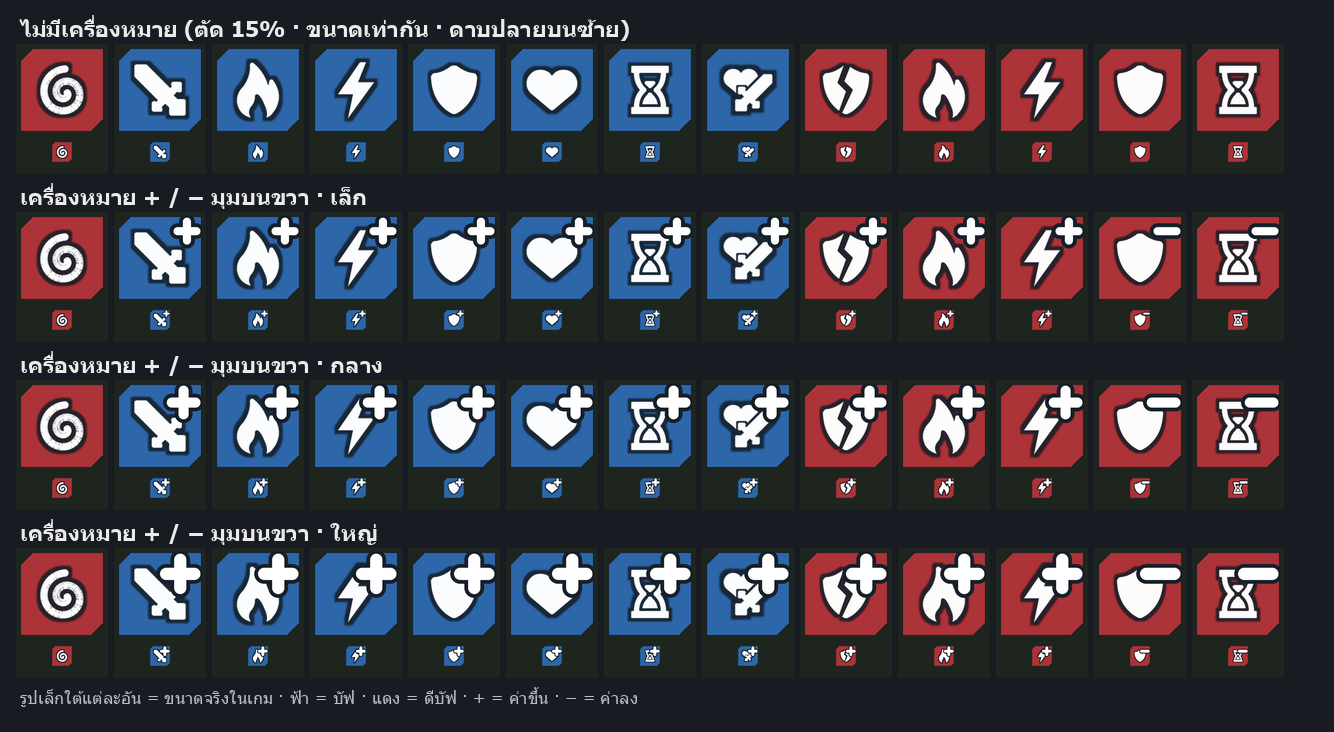 ไม่มีเครื่องหมาย (ตัด 15% · ขนาดเท่ากัน · ดาบปลายบนซ้าย)
เครื่องหมาย + / − มุมบนขวา · เล็ก
เครื่องหมาย + / − มุมบนขวา · กลาง
เครื่องหมาย + / − มุมบนขวา · ใหญ่
รูปเล็กใต้แต่ละอัน = ขนาดจริงในเกม · ฟ้า = บัฟ · แดง = ดีบัฟ · + = ค่าขึ้น · − = ค่าลง